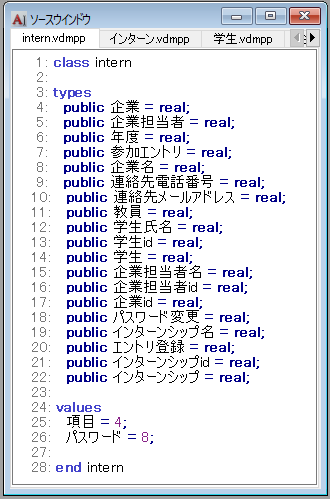 ソースウインドウ
intern.vdmpp インターン.vdmpp 学生.vdmpp
1: class intern
2:
3: types
4: public 企業 = real;
5: public 企業担当者 = real;
6: public 年度 = real;
7: public 参加エントリ = real;
8: public 企業名 = real;
9: public 連絡先電話番号 = real;
10: public 連絡先メールアドレス = real;
11: public 教員 = real;
12: public 学生氏名 = real;
13: public 学生id = real;
14: public 学生 = real;
15: public 企業担当者名 = real;
16: public 企業担当者id = real;
17: public 企業id = real;
18: public パスワード変更 = real;
19: public インターンシップ名 = real;
20: public エントリ登録 = real;
21: public インターンシップid = real;
22: public インターンシップ = real;
23:
24: values
25: 項目 = 4;
26: パスワード = 8;
27:
28: end intern